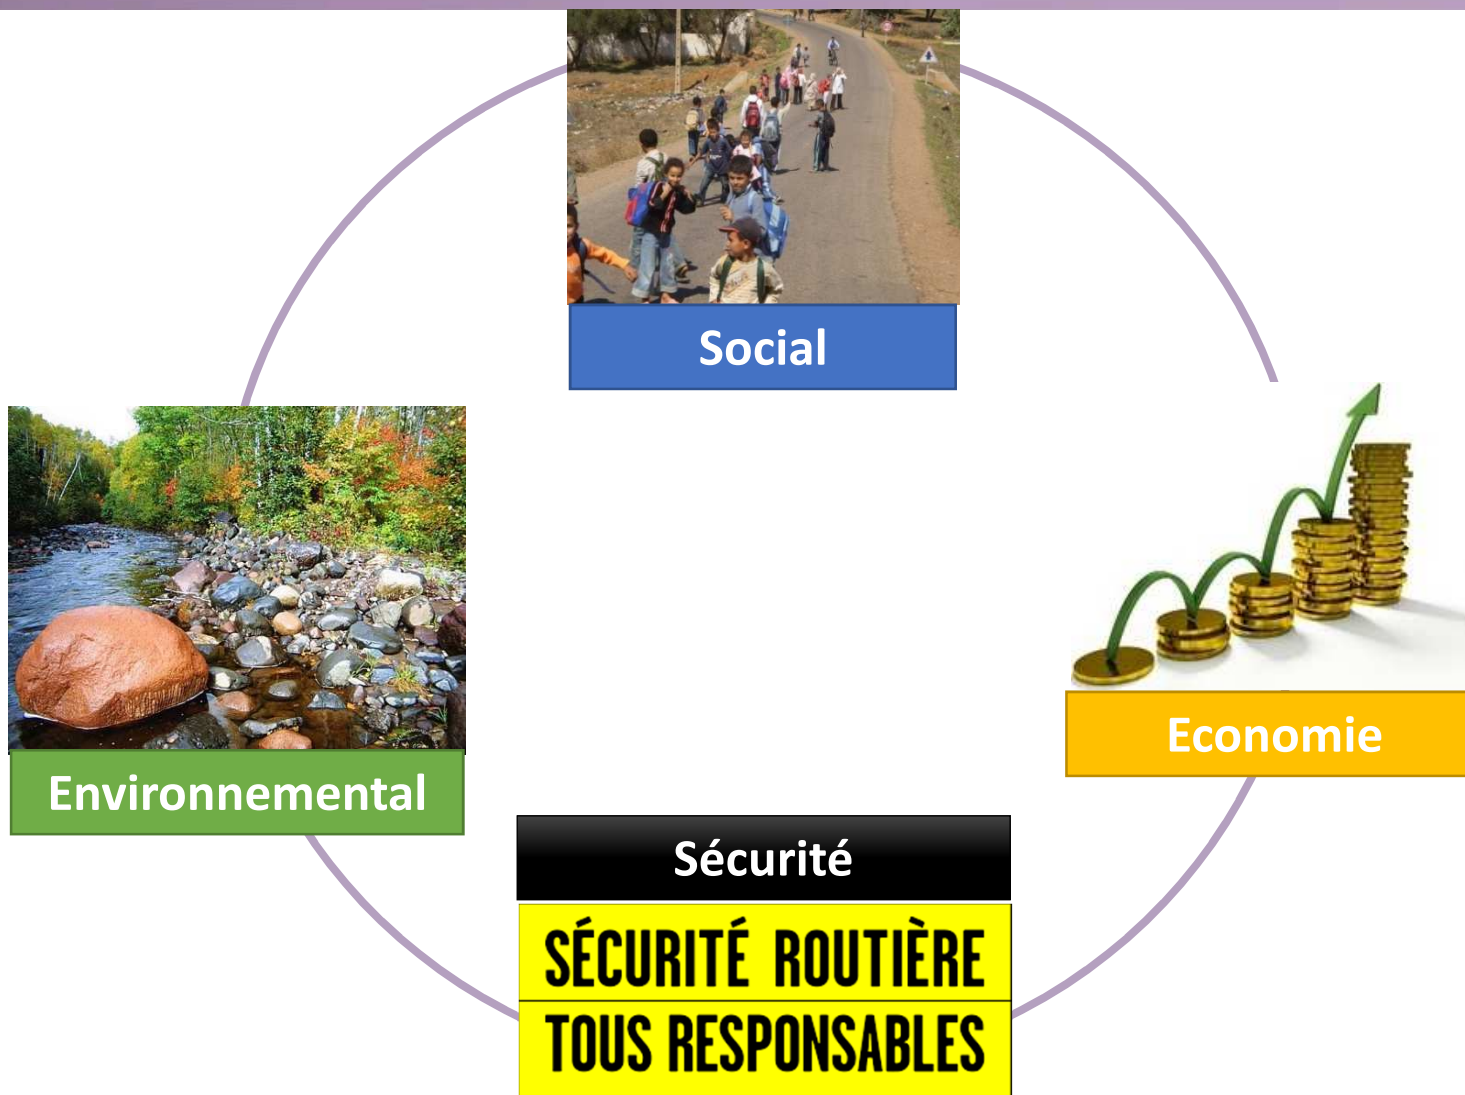 Social
Economie
Environnemental
Sécurité
SÉCURITÉ ROUTIÈRE
TOUS RESPONSABLES